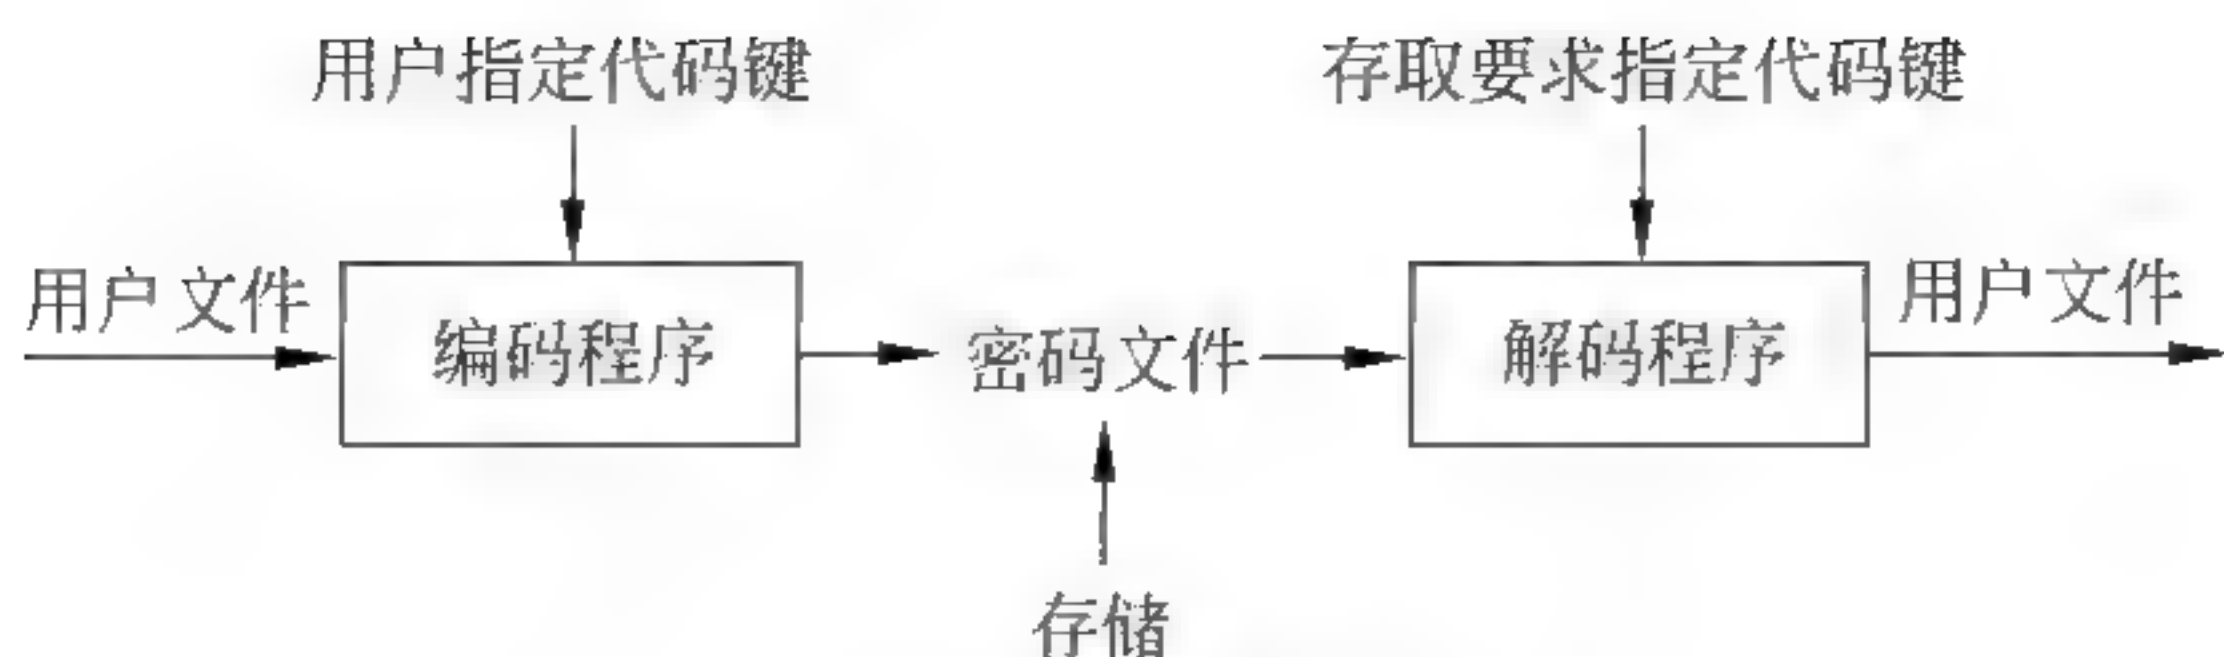 用户指定代码键
存取要求指定代码键
用户文件
编码程序
密码文件
解码程序
用户文件
存储